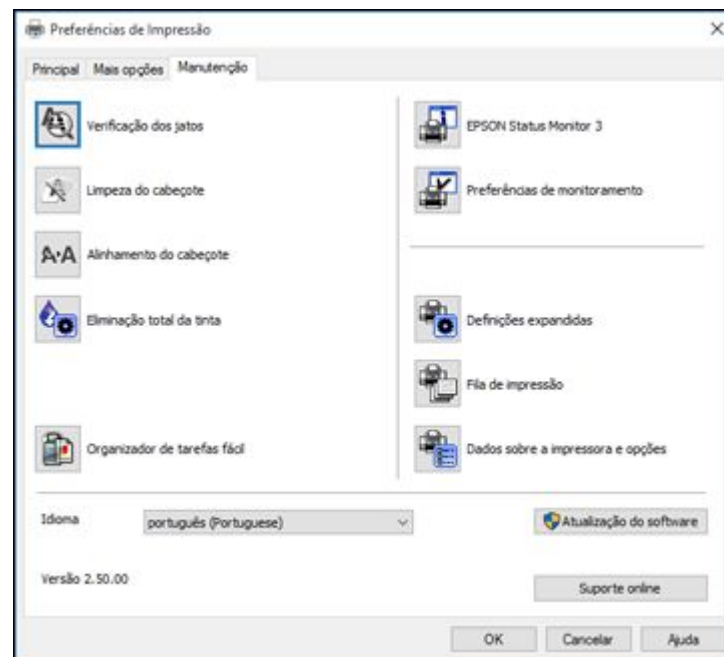 Preferências de Impressão
Principal Mais opções Manutenção
Verificação dos jatos
EPSON Status Monitor 3
Limpeza do cabeçote
Preferências de monitoramento
A-A Alinhamento do cabeçote
Eliminação total da tinta
Definições expandidas
Fila de impressão
Organizador de tarefas fácil
Dados sobre a impressora e opções
Idioma português (Portuguese) Atualização do software
Versão 2.50.00
Suporte online
OK Cancelar Ajuda